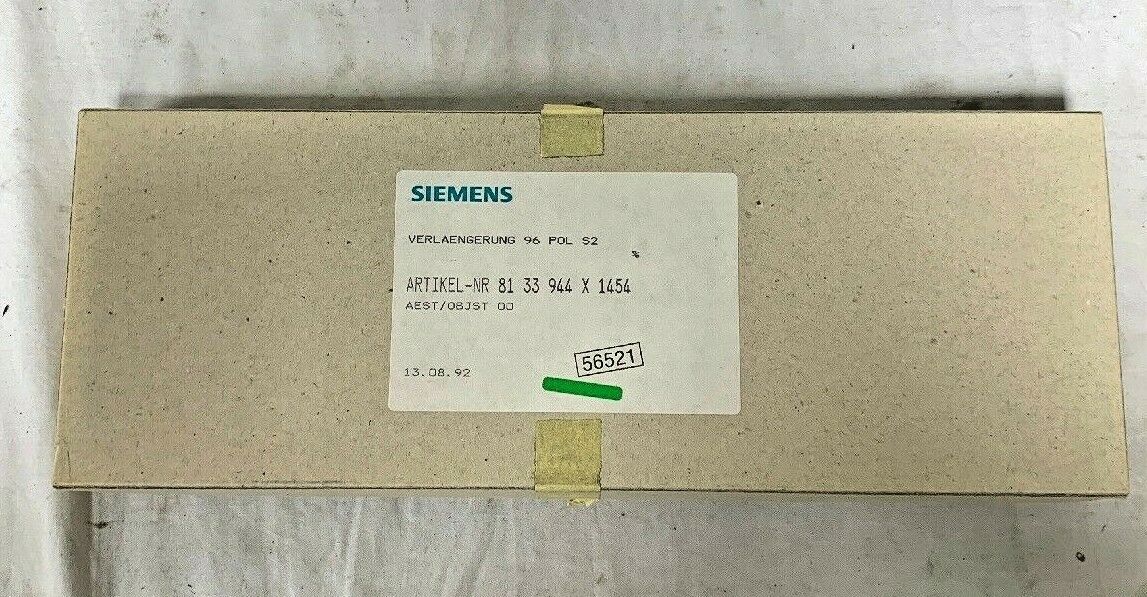 SIEMENS
VERLAENGERUNG 96 POL S2
ARTIKEL-NR 81 33 944 X 1454
AEST/OBJST 00
56521
13.08.92